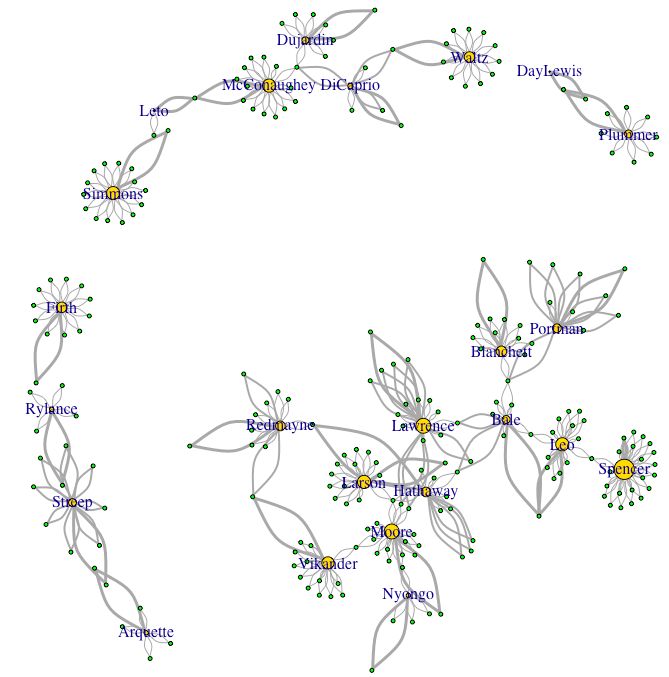 Dujardin
Waltz
DayLewis
McConaughey
DiCaprio
Leto
Plummer
Simmons
Firth
Portman
Blanchett
Rylance
Redmayne
Lawrence
Bale
Leo
Spencer
Larson
Hathaway
Streep
Moore
Vikander
Nyongo
Arquette